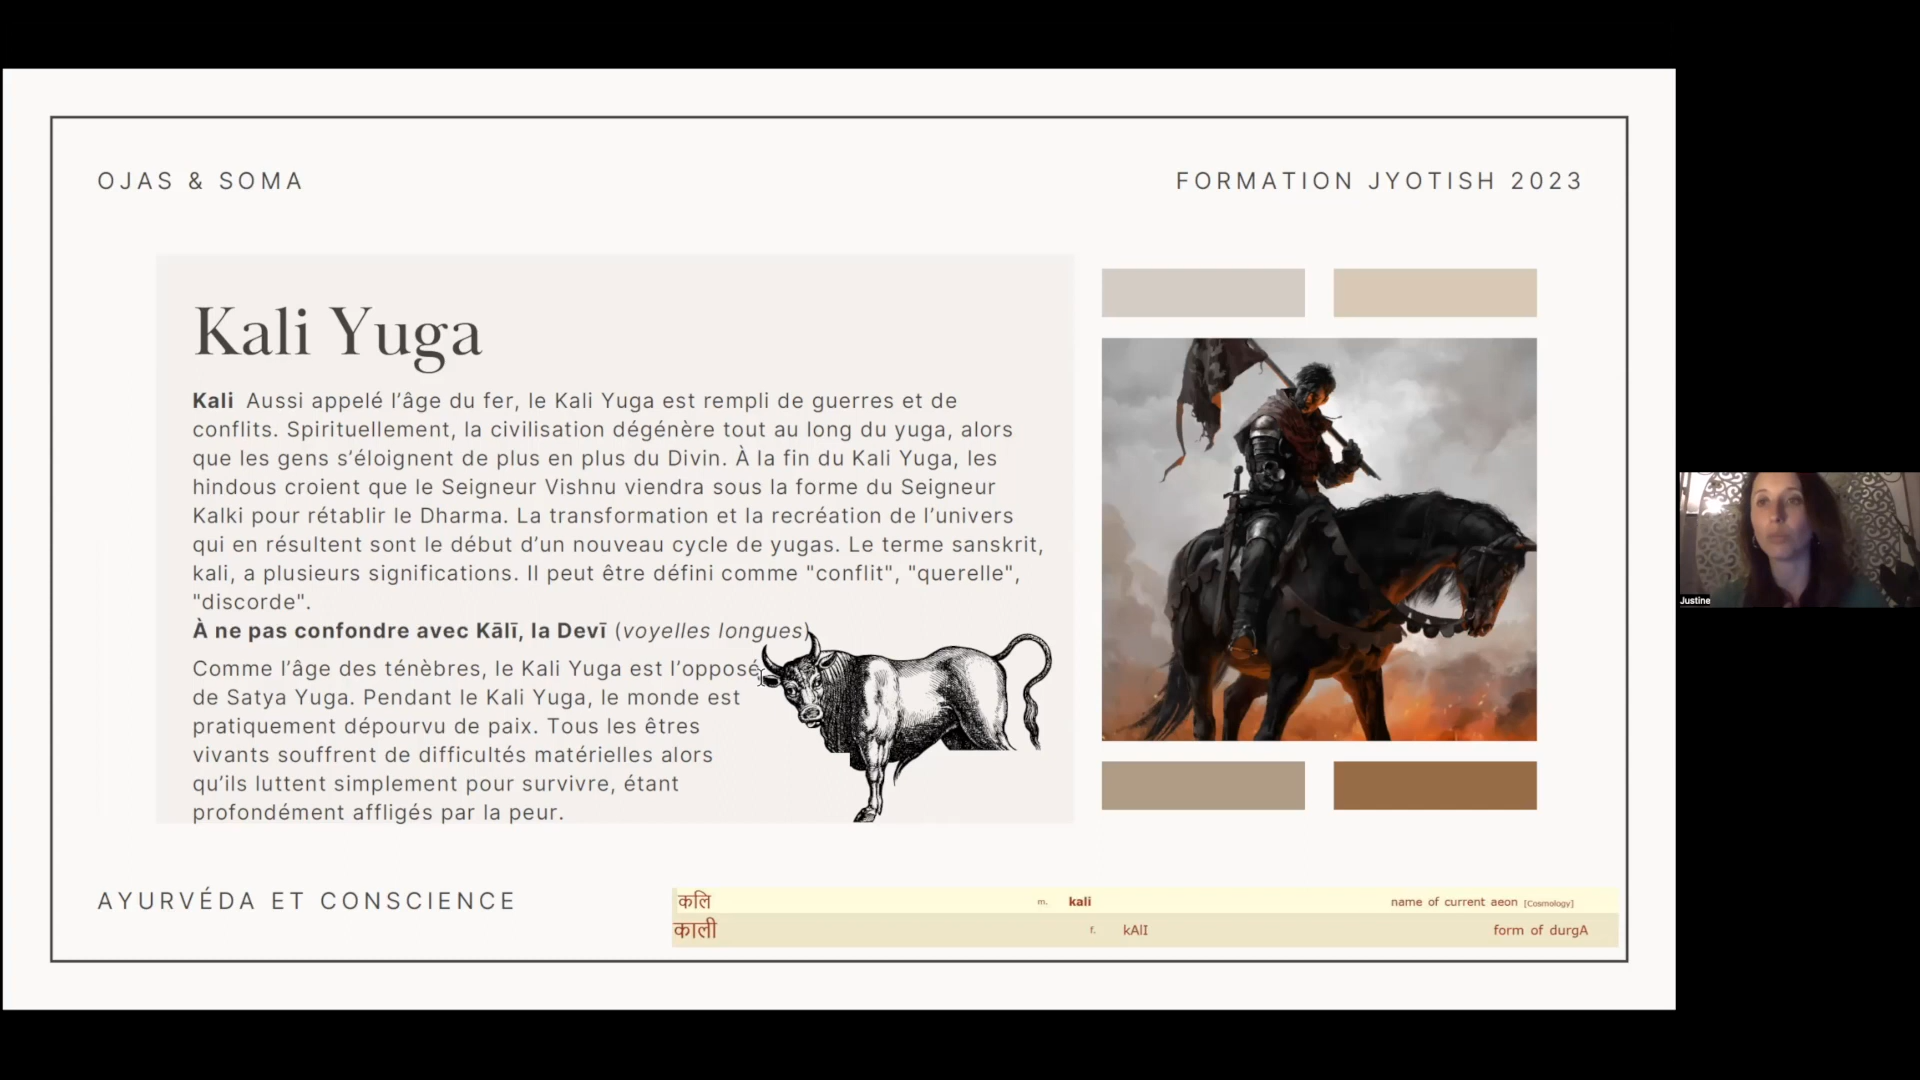 OJAS & SOMA
FORMATION JYOTISH 2023
Kali Yuga
Kali Aussi appelé l’âge du fer, le Kali Yuga est rempli de guerres et de
conflits. Spirituellement, la civilisation dégénère tout au long du yuga, alors
que les gens s’éloignent de plus en plus du Divin. À la fin du Kali Yuga, les
hindous croient que le Seigneur Vishnu viendra sous la forme du Seigneur
Kalki pour rétablir le Dharma. La transformation et la recréation de l’univers
qui en résultent sont le début d’un nouveau cycle de yugas. Le terme sanskrit,
kali, a plusieurs significations. Il peut être défini comme "conflit", "querelle",
"discorde".
À ne pas confondre avec Kālī, la Devī (voyelles longues)
Comme l’âge des ténèbres, le Kali Yuga est l’opposé
de Satya Yuga. Pendant le Kali Yuga, le monde est
pratiquement dépourvu de paix. Tous les êtres
vivants souffrent de difficultés matérielles alors
qu’ils luttent simplement pour survivre, étant
profondément affligés par la peur.
AYURVÉDA ET CONSCIENCE
कलि m. kali name of current aeon [Cosmology]
काली f. kAlI form of durgA
Justine